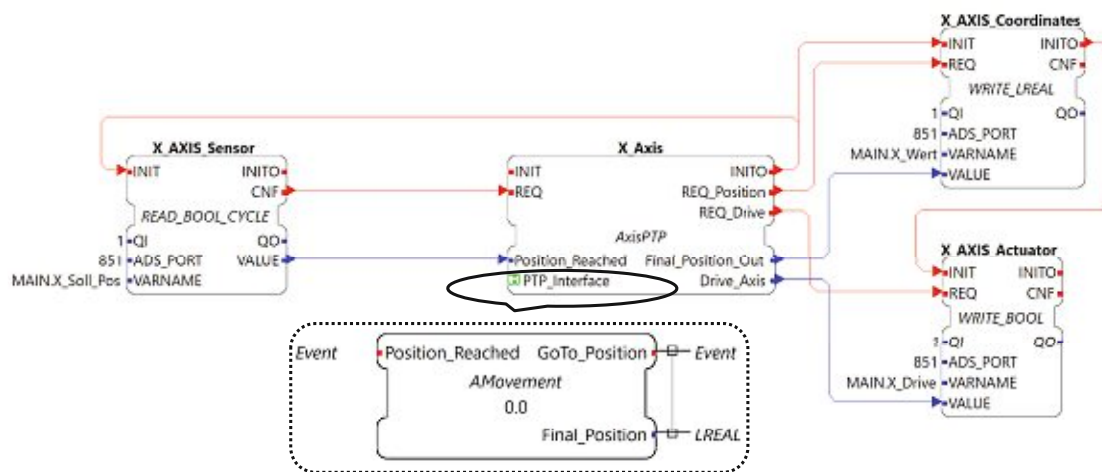 X_AXIS_Coordinates
INIT INITO
REQ CNF
WRITE_LREAL
1 QI QO
851 ADS_PORT
MAIN.X_Wert VARNAME
VALUE
X_AXIS_Sensor
INIT INITO
CNF
READ_BOOL_CYCLE
1 QI QO
851 ADS_PORT VALUE
MAIN.X_Soll_Pos VARNAME
X_Axis
INIT INITO
REQ REQ_Position
REQ_Drive
AxisPTP
Position_Reached Final_Position_Out
PTP_Interface Drive_Axis
X_AXIS_Actuator
INIT INITO
REQ CNF
WRITE_BOOL
1 QI QO
851 ADS_PORT
MAIN.X_Drive VARNAME
VALUE
Event Position_Reached GoTo_Position Event
AMovement
0.0
Final_Position LREAL